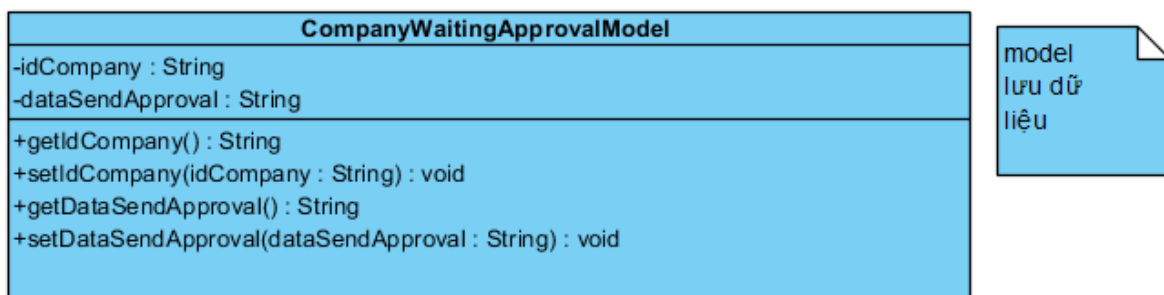 CompanyWaitingApprovalModel
-idCompany : String
-dataSendApproval : String
+getIdCompany() : String
+setIdCompany(idCompany : String) : void
+getDataSendApproval() : String
+setDataSendApproval(dataSendApproval : String) : void
model
lưu dữ
liệu